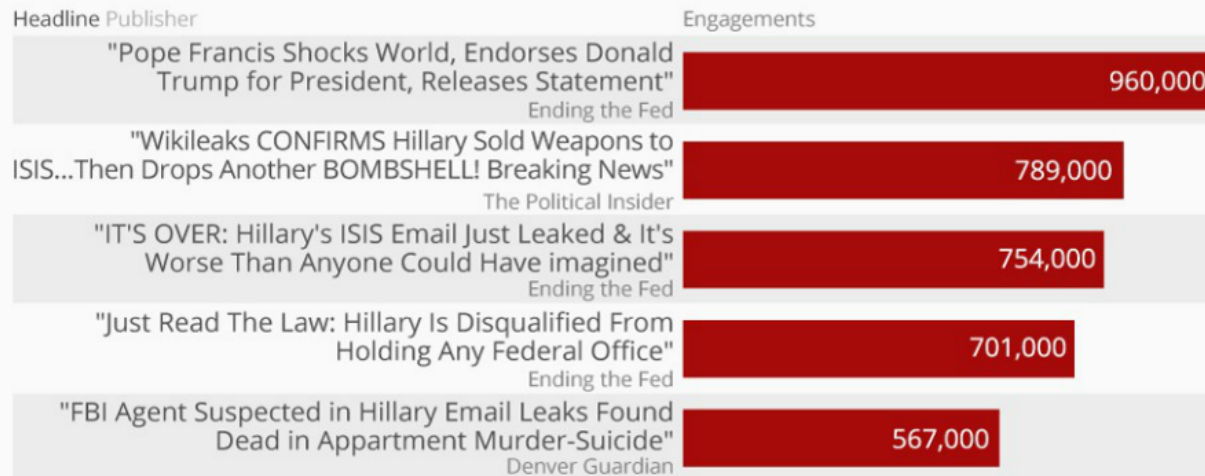 Headline Publisher
Engagements
"Pope Francis Shocks World, Endorses Donald
Trump for President, Releases Statement"
Ending the Fed
960,000
"Wikileaks CONFIRMS Hillary Sold Weapons to
ISIS...Then Drops Another BOMBSHELL! Breaking News"
The Political Insider
789,000
"IT'S OVER: Hillary's ISIS Email Just Leaked & It's
Worse Than Anyone Could Have imagined"
Ending the Fed
754,000
"Just Read The Law: Hillary Is Disqualified From
Holding Any Federal Office"
Ending the Fed
701,000
"FBI Agent Suspected in Hillary Email Leaks Found
Dead in Appartment Murder-Suicide"
Denver Guardian
567,000